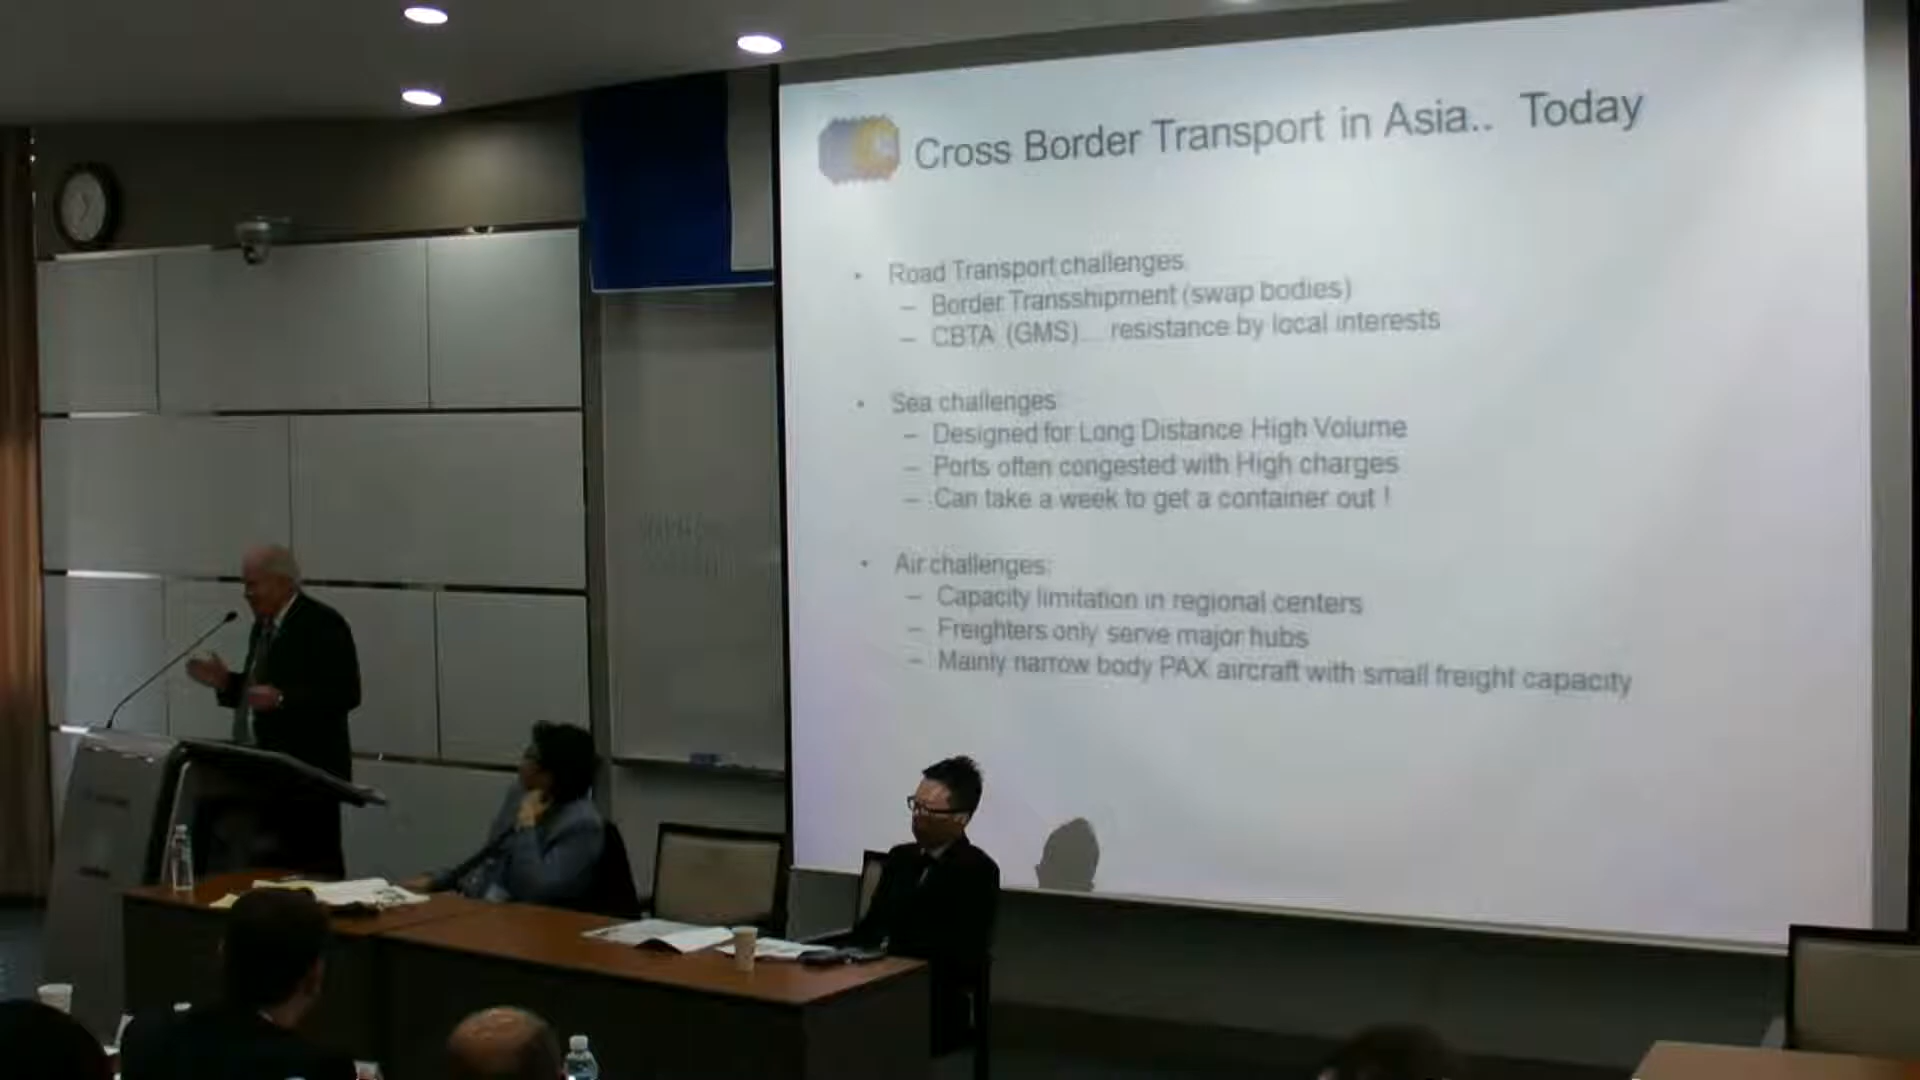 Cross Border Transport in Asia.. Today
• Road Transport challenges
– Border Transshipment (swap bodies)
– CBTA (GMS)... resistance by local interests
• Sea challenges
– Designed for Long Distance High Volume
– Ports often congested with High charges
– Can take a week to get a container out !
• Air challenges:
– Capacity limitation in regional centers
– Freighters only serve major hubs
– Mainly narrow body PAX aircraft with small freight capacity